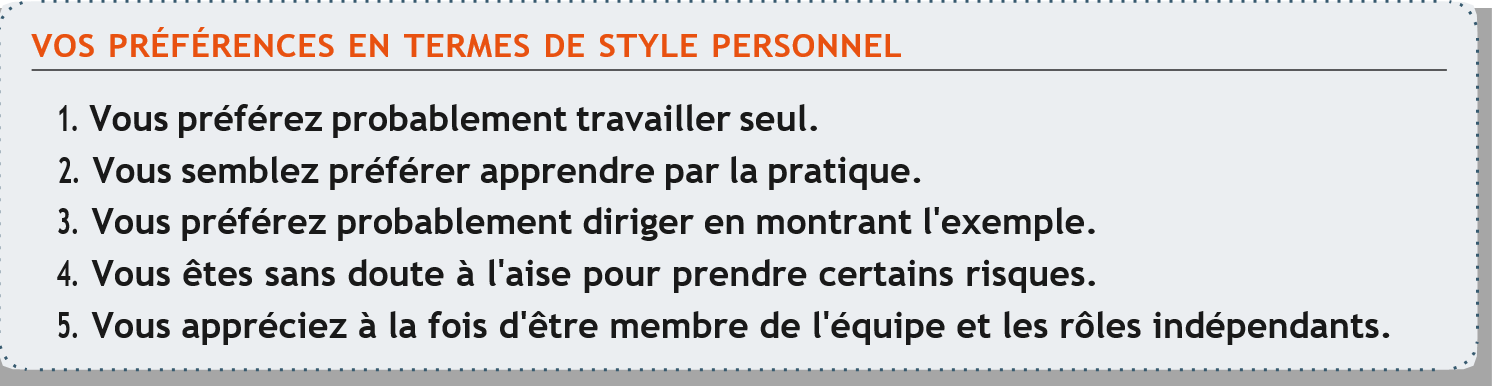 VOS PRÉFÉRENCES EN TERMES DE STYLE PERSONNEL
1. Vous préférez probablement travailler seul.
2. Vous semblez préférer apprendre par la pratique.
3. Vous préférez probablement diriger en montrant l'exemple.
4. Vous êtes sans doute à l'aise pour prendre certains risques.
5. Vous appréciez à la fois d'être membre de l'équipe et les rôles indépendants.